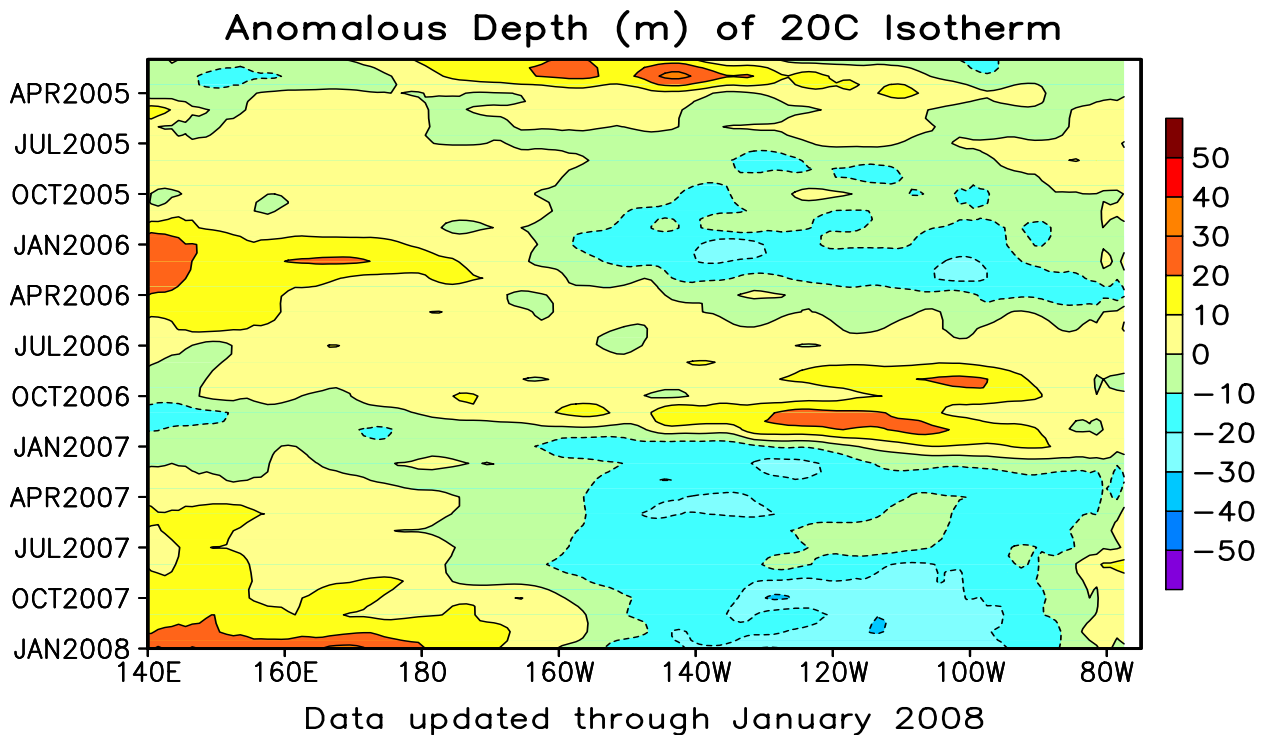 Anomalous Depth (m) of 20C Isotherm
APR2005
JUL2005
OCT2005
JAN2006
APR2006
JUL2006
OCT2006
JAN2007
APR2007
JUL2007
OCT2007
JAN2008
140E 160E 180 160W 140W 120W 100W 80W
50
40
30
20
10
0
−10
−20
−30
−40
−50
Data updated through January 2008